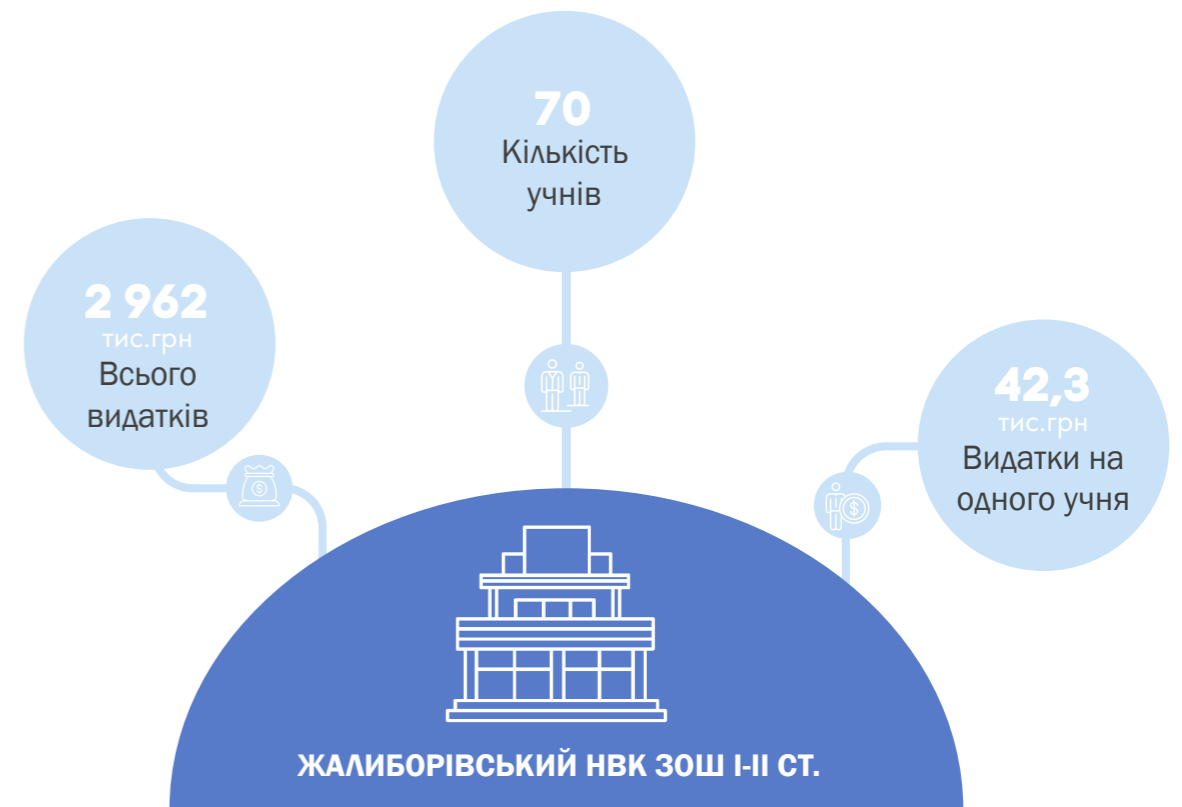 70
Кількість
учнів
2 962
тис.грн
Всього
видатків
42,3
тис.грн
Видатки на
одного учня
ЖАЛИБОРІВСЬКИЙ НВК ЗОШ І-ІІ СТ.